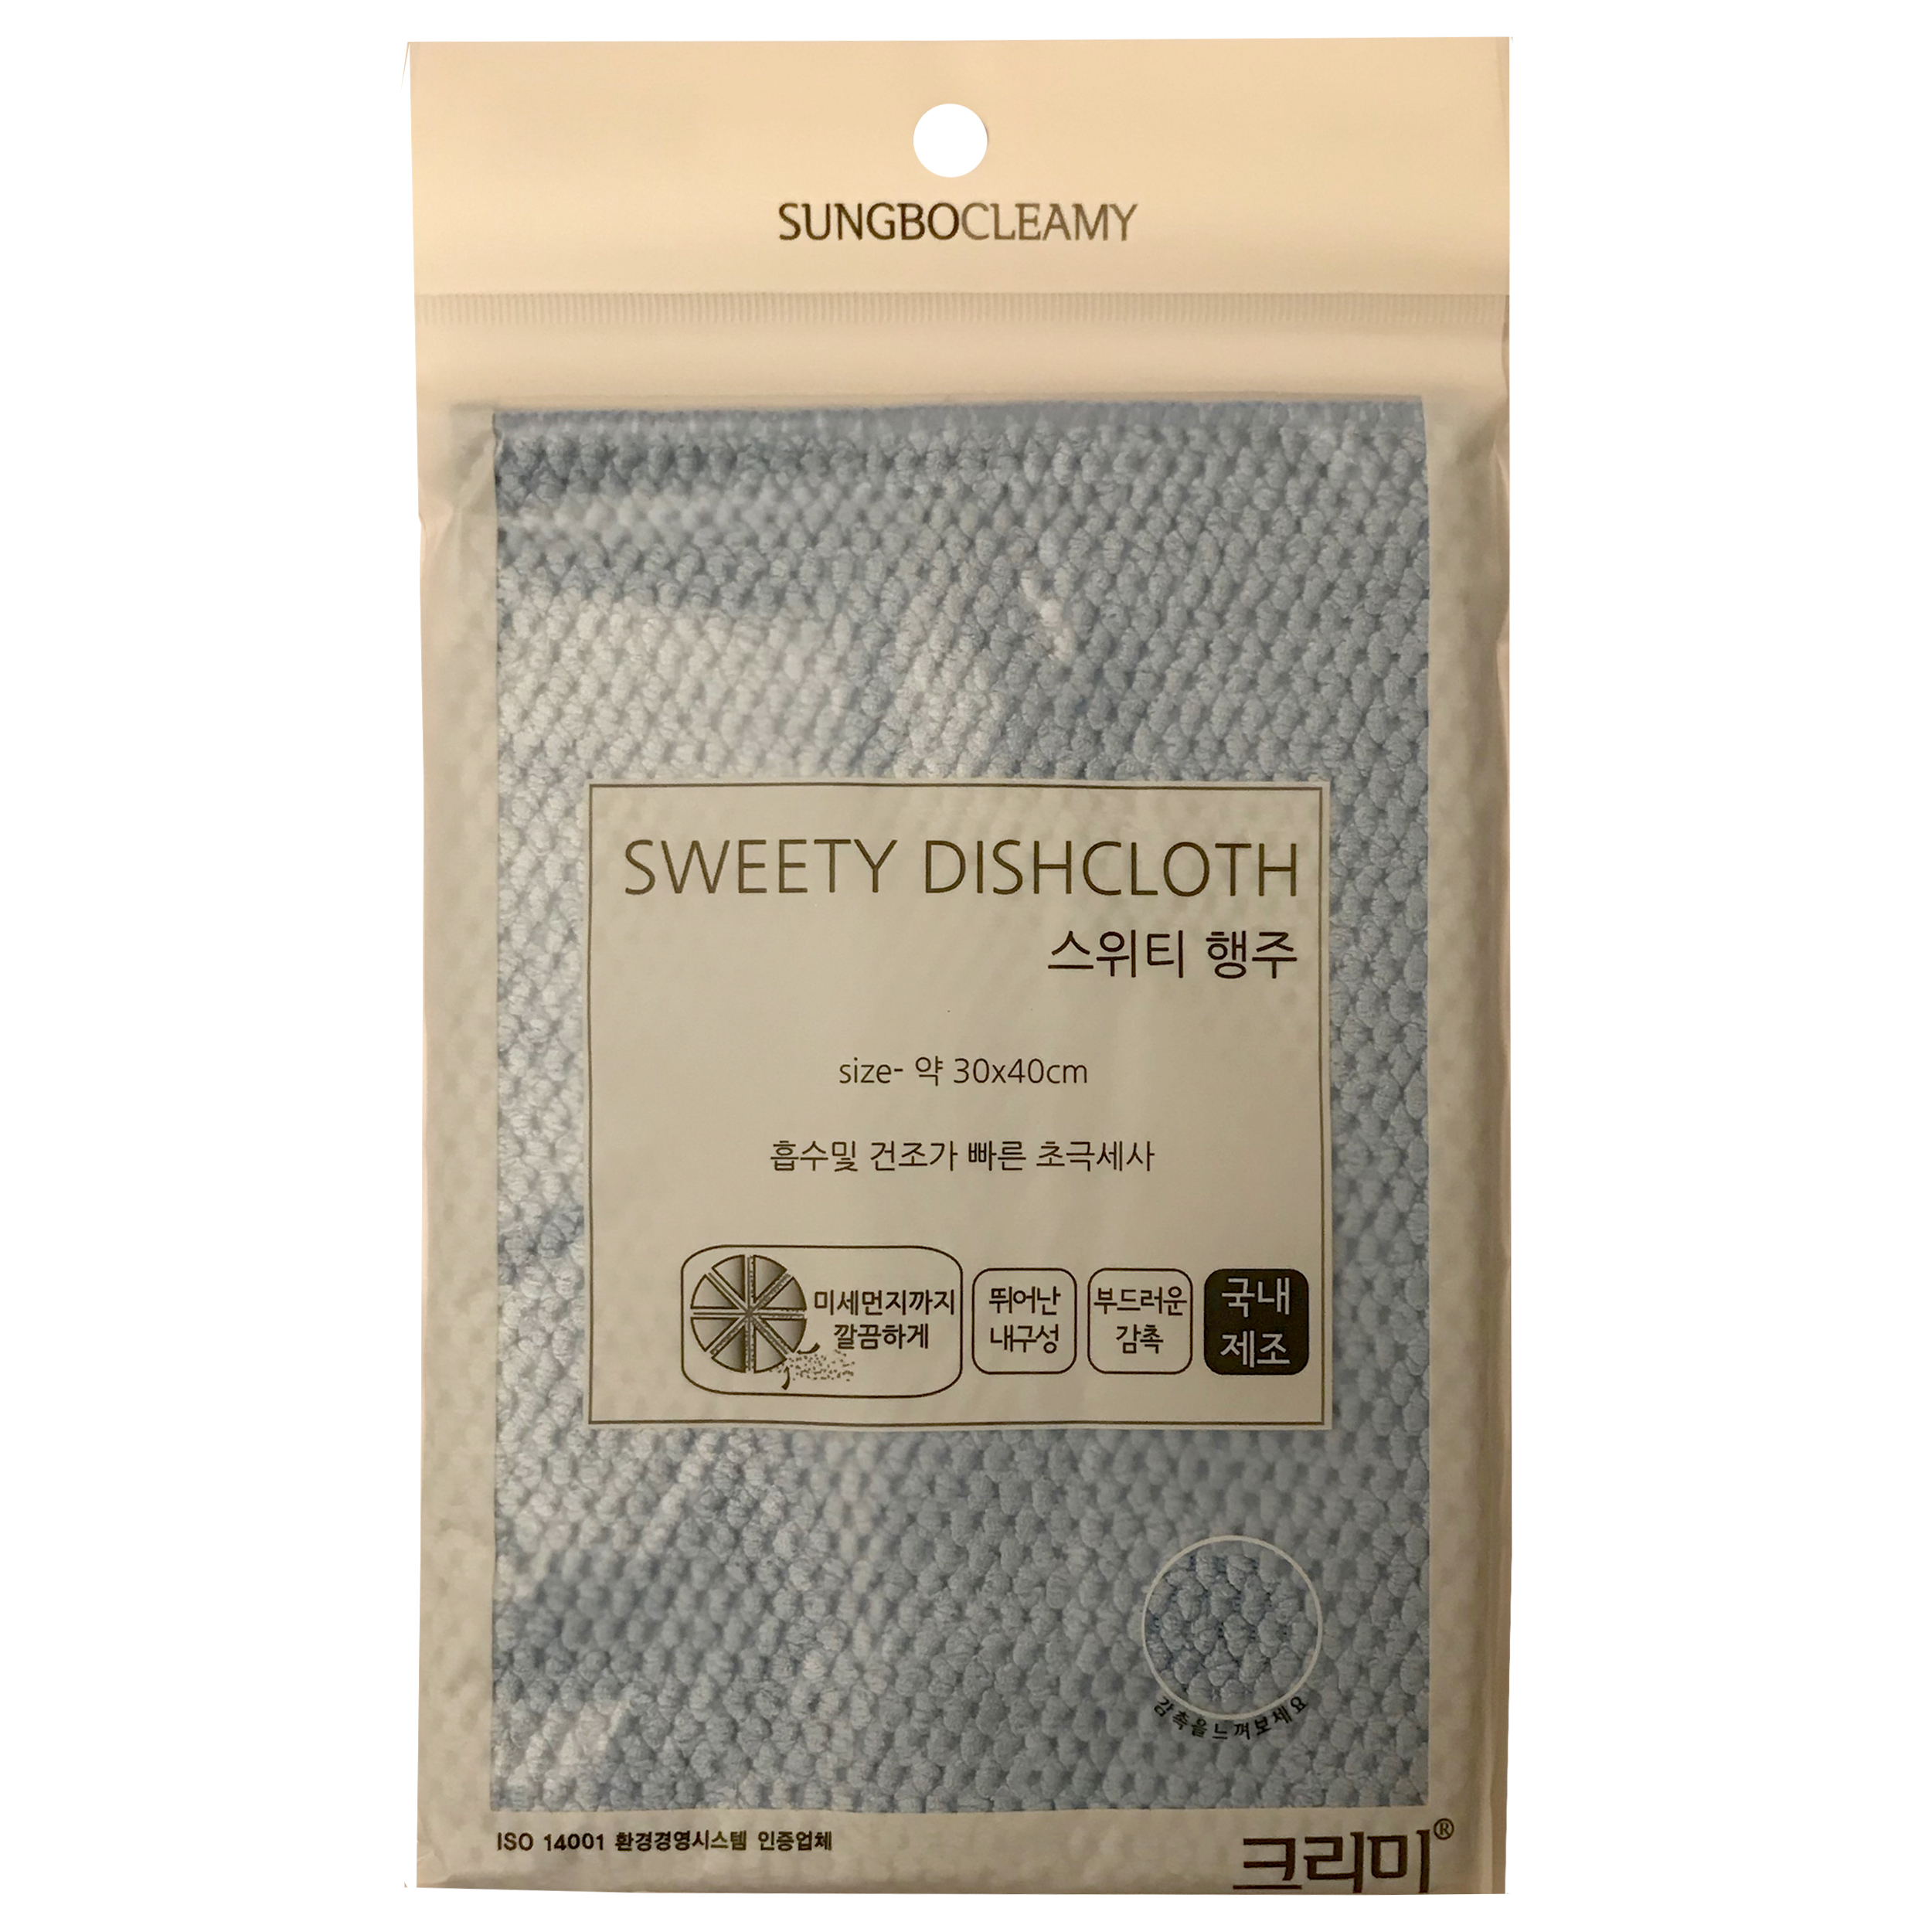 SUNGBOCLEAMY
SWEETY DISHCLOTH
스위티 행주
size- 약 30x40cm
흡수및 건조가 빠른 초극세사
미세먼지까지
깔끔하게
뛰어난
내구성
부드러운
감촉
국내
제조
감촉을느껴보세요
ISO 14001 환경경영시스템 인증업체
크리미®